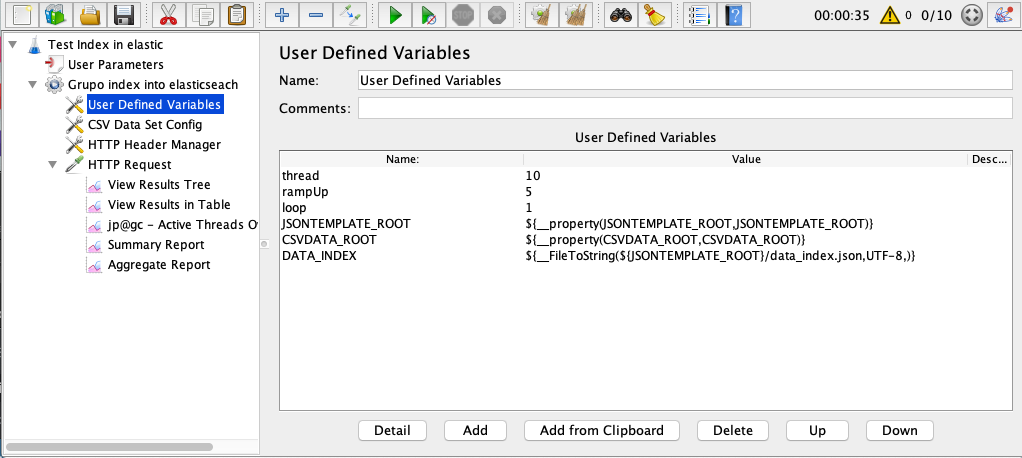 00:00:35 0 0/10
Test Index in elastic
User Parameters
Grupo index into elasticseach
User Defined Variables
CSV Data Set Config
HTTP Header Manager
HTTP Request
View Results Tree
View Results in Table
jp@gc - Active Threads O
Summary Report
Aggregate Report
User Defined Variables
Name: User Defined Variables
Comments:
User Defined Variables
Name: Value Desc...
thread 10
rampUp 5
loop 1
JSONTEMPLATE_ROOT ${__property(JSONTEMPLATE_ROOT,JSONTEMPLATE_ROOT)}
CSVDATA_ROOT ${__property(CSVDATA_ROOT,CSVDATA_ROOT)}
DATA_INDEX ${__FileToString(${JSONTEMPLATE_ROOT}/data_index.json,UTF-8,)}
Detail Add Add from Clipboard Delete Up Down